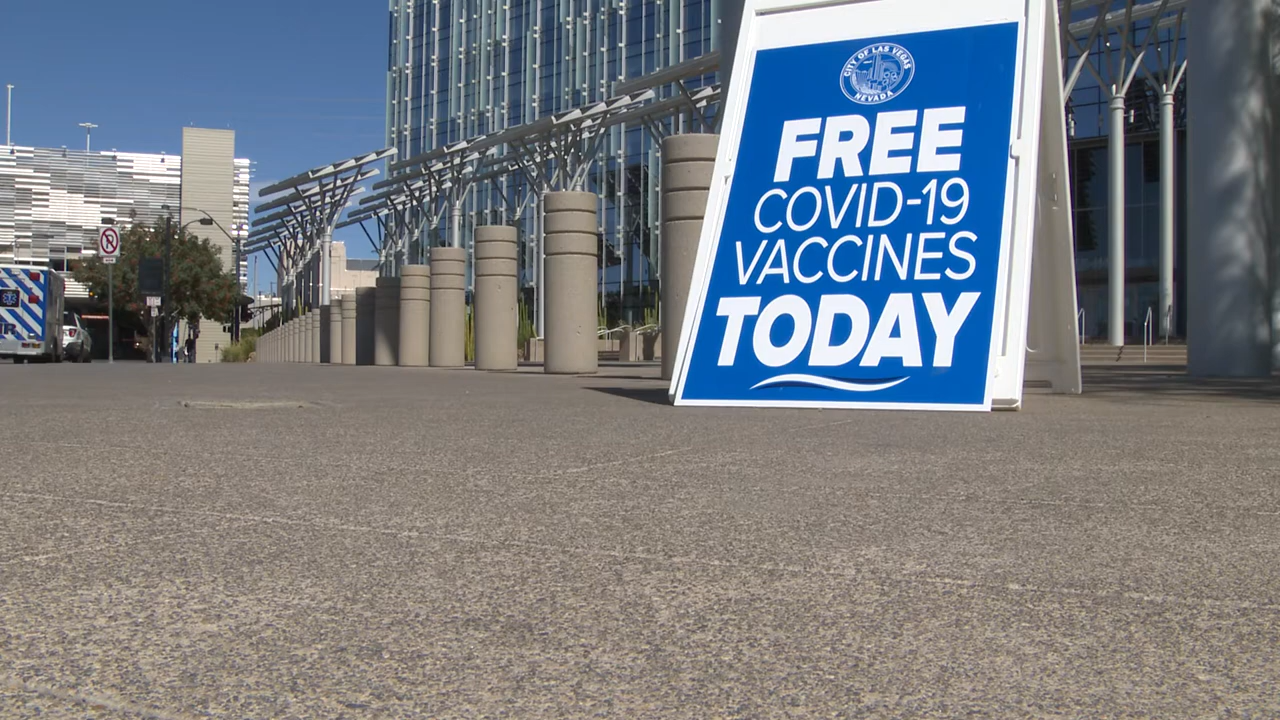 CITY OF LAS VEGAS
NEVADA
FREE
COVID-19
VACCINES
TODAY